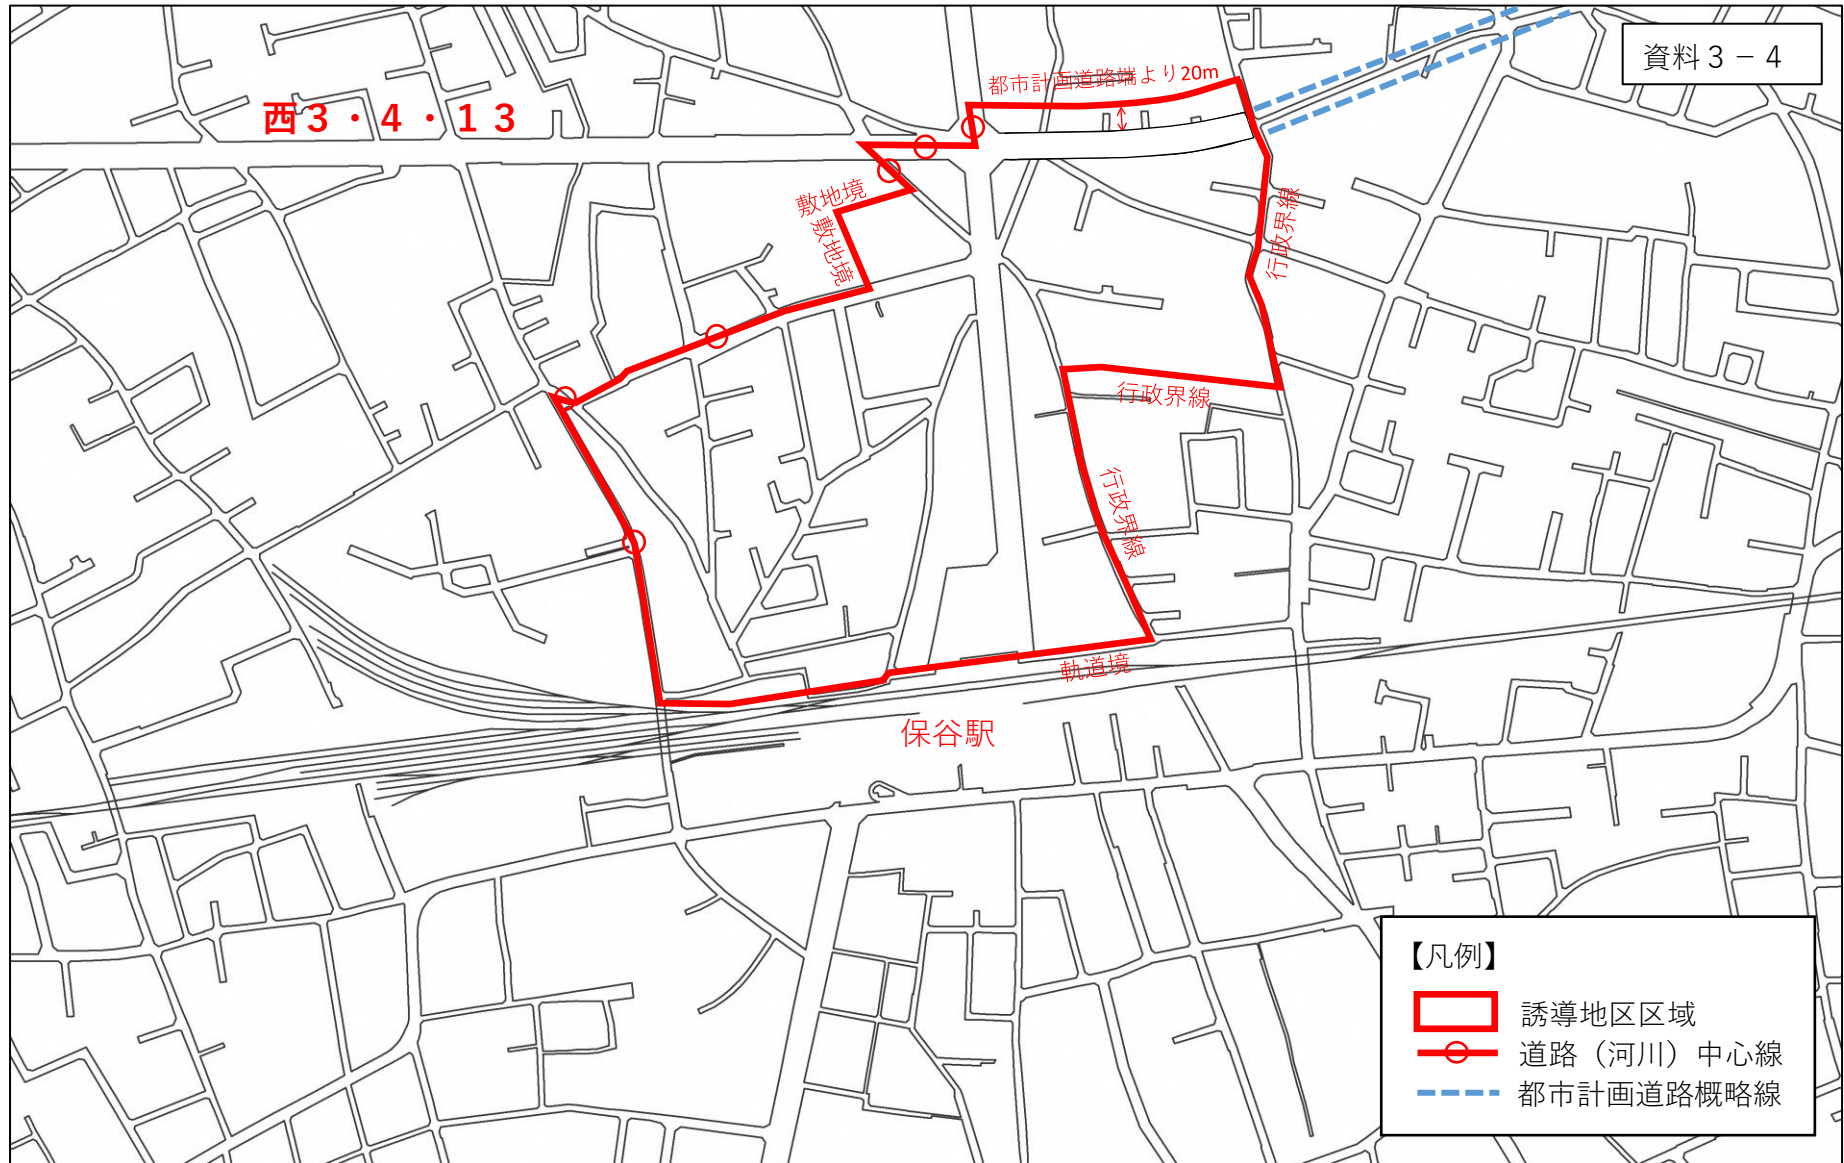 資料３－４
都市計画道路端より20m
西３・４・１３
敷地境
敷地境
行政界線
行政界線
行政界線
軌道境
保谷駅
【凡例】
誘導地区区域
道路（河川）中心線
都市計画道路概略線